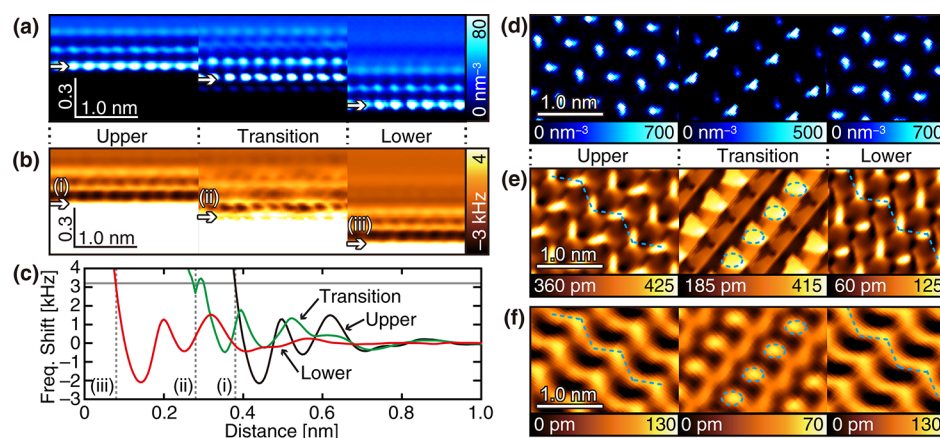 (a)
80
0 nm⁻³
0.3
1.0 nm
Upper
Transition
Lower
(b)
(i)
(ii)
(iii)
4
−3 kHz
0.3
1.0 nm
(c)
Freq. Shift [kHz]
4
3
2
1
0
−1
−2
−3
Transition
Upper
Lower
(iii)
(ii)
(i)
0
0.2
0.4
0.6
0.8
1.0
Distance [nm]
(d)
1.0 nm
0 nm⁻³ 700
0 nm⁻³ 500
0 nm⁻³ 700
Upper
Transition
Lower
(e)
1.0 nm
360 pm 425
185 pm 415
60 pm 125
(f)
1.0 nm
0 pm 130
0 pm 70
0 pm 130